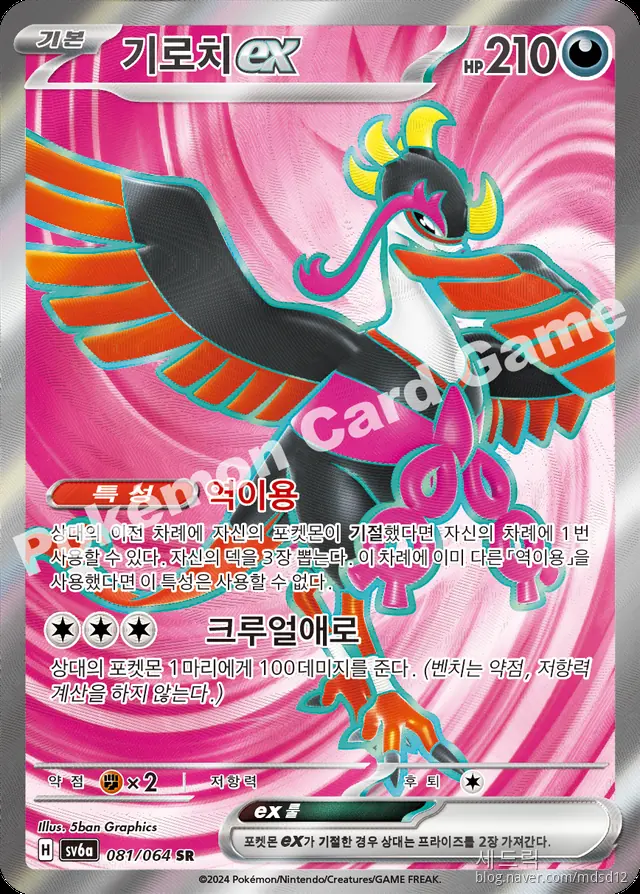 기본
기로치 ex
HP 210
특성 역이용
상대의 이전 차례에 자신의 포켓몬이 기절했다면 자신의 차례에 1번
사용할 수 있다. 자신의 덱을 3장 뽑는다. 이 차례에 이미 다른 「역이용」을
사용했다면 이 특성은 사용할 수 없다.
크루얼애로
상대의 포켓몬 1마리에게 100데미지를 준다. (벤치는 약점, 저항력
계산을 하지 않는다.)
약점 ×2 저항력 후퇴
ex 룰
포켓몬 ex가 기절한 경우 상대는 프라이즈를 2장 가져간다.
Illus. 5ban Graphics
H sv6a 081/064 SR
©2024 Pokémon/Nintendo/Creatures/GAME FREAK.
Pokémon Card Game
세드릭
blog.naver.com/mdsd12